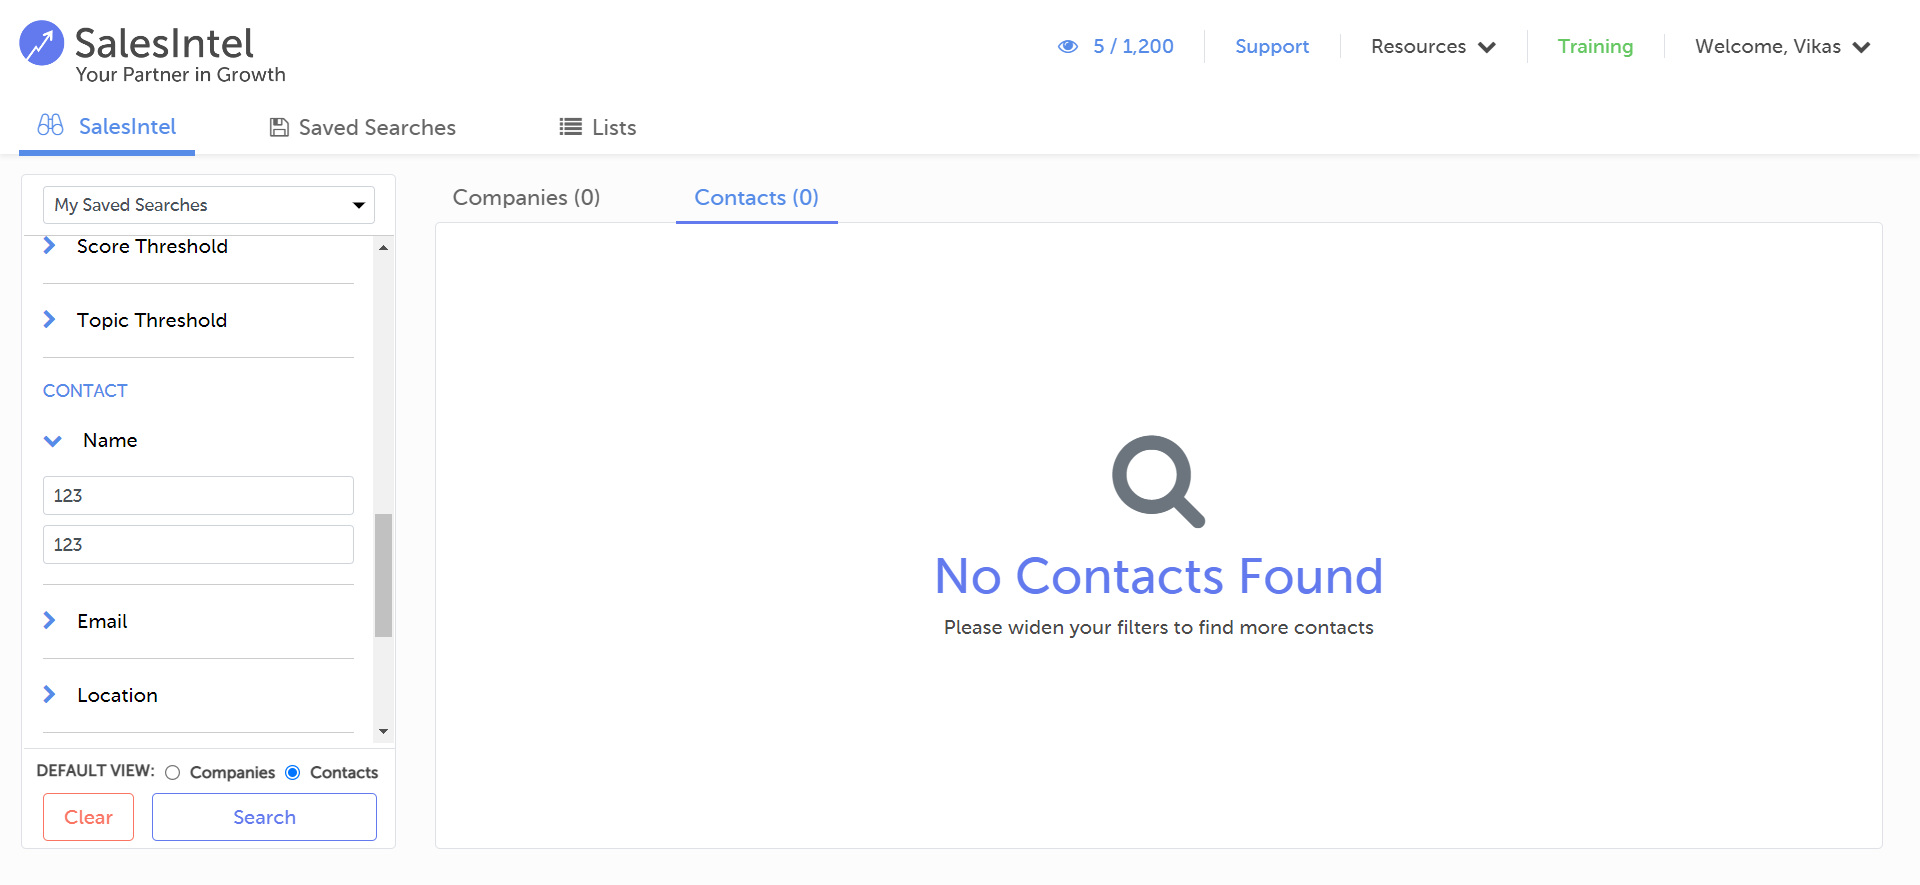 SalesIntel
Your Partner in Growth
5 / 1,200
Support
Resources
Training
Welcome, Vikas
SalesIntel
Saved Searches
Lists
My Saved Searches
Score Threshold
Topic Threshold
CONTACT
Name
123
123
Email
Location
DEFAULT VIEW: Companies Contacts
Clear
Search
Companies (0)
Contacts (0)
No Contacts Found
Please widen your filters to find more contacts